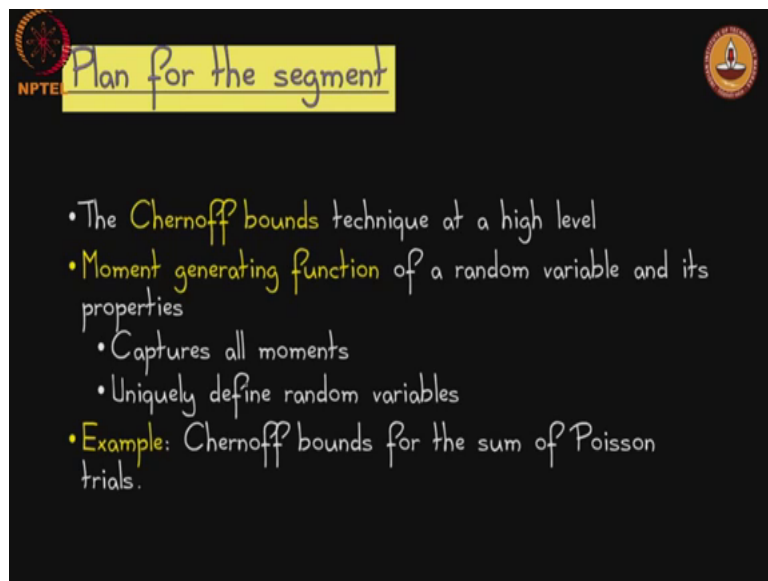 NPTEL
Plan for the segment
• The Chernoff bounds technique at a high level
• Moment generating function of a random variable and its
properties
• Captures all moments
• Uniquely define random variables
• Example: Chernoff bounds for the sum of Poisson
trials.